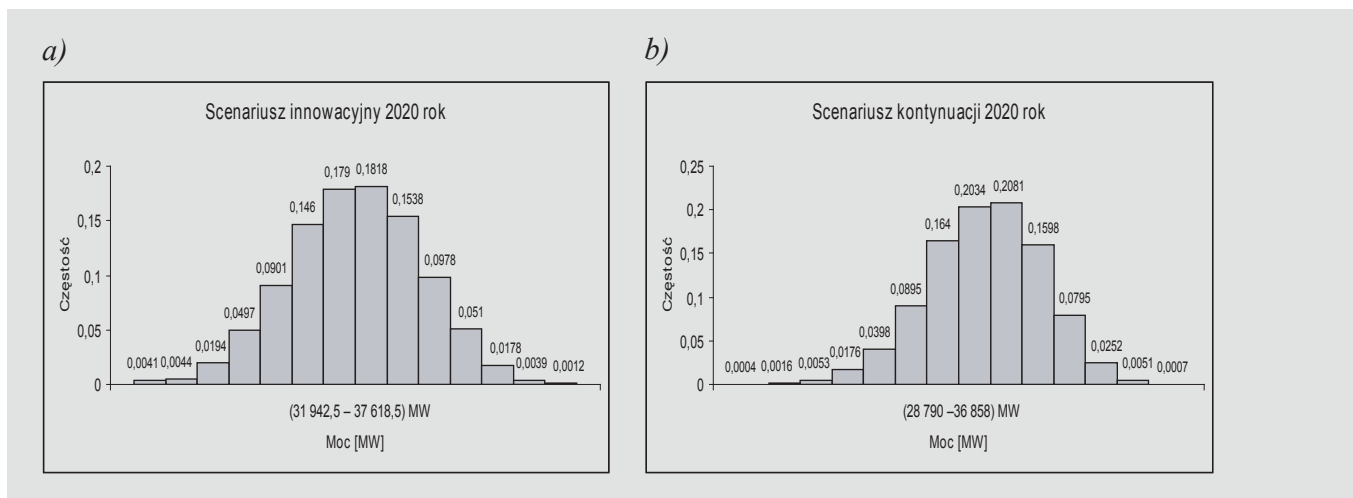 a)
Scenariusz innowacyjny 2020 rok
Częstość
0,2
0,15
0,1
0,05
0
0,0041 0,0044 0,0194 0,0497 0,0901 0,146 0,179 0,1818 0,1538 0,0978 0,051 0,0178 0,0039 0,0012
(31 942,5 – 37 618,5) MW
Moc [MW]
b)
Scenariusz kontynuacji 2020 rok
Częstość
0,25
0,2
0,15
0,1
0,05
0
0,0004 0,0016 0,0053 0,0176 0,0398 0,0895 0,164 0,2034 0,2081 0,1598 0,0795 0,0252 0,0051 0,0007
(28 790 –36 858) MW
Moc [MW]